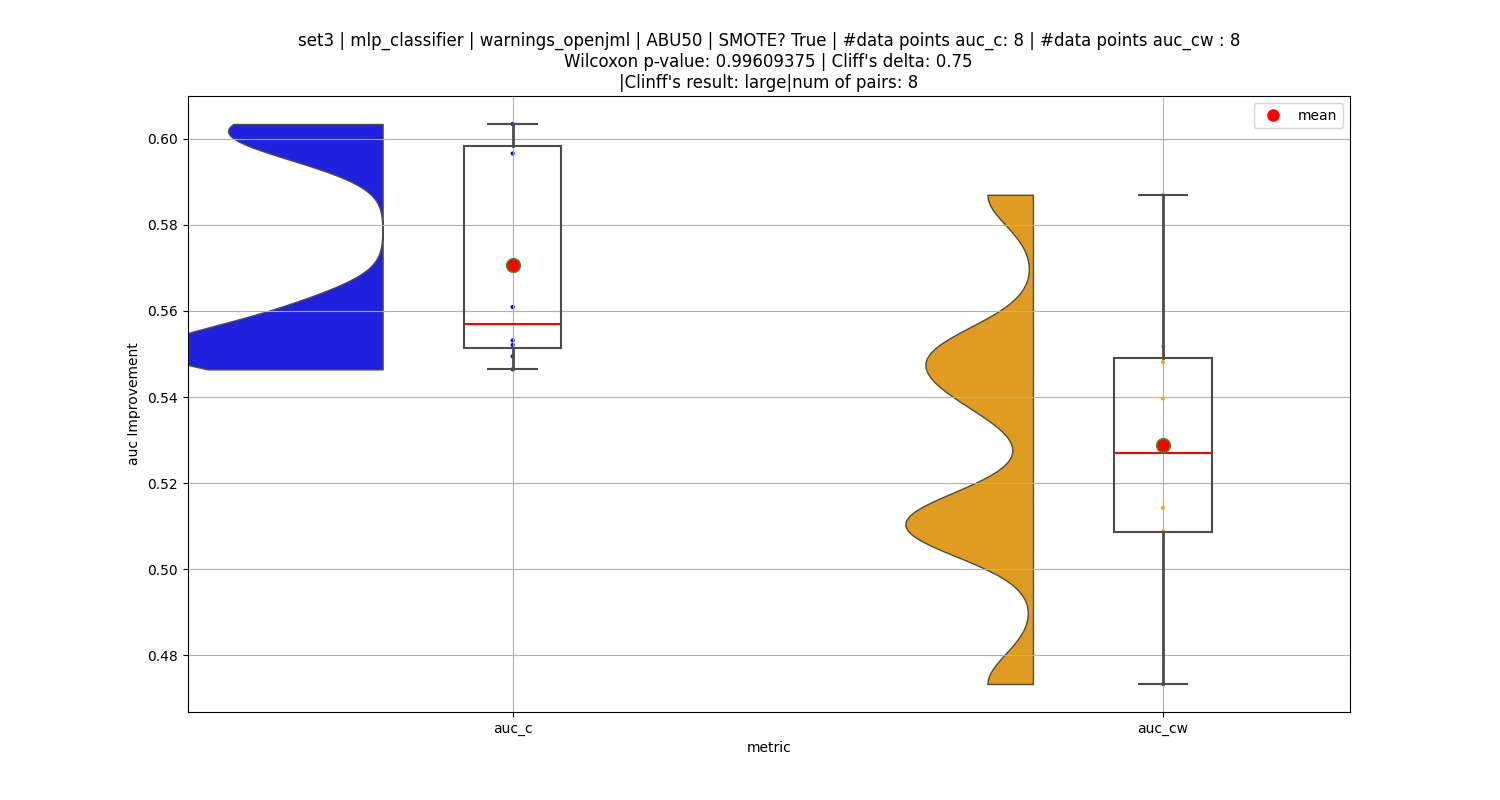 set3 | mlp_classifier | warnings_openjml | ABU50 | SMOTE? True | #data points auc_c: 8 | #data points auc_cw : 8
Wilcoxon p-value: 0.99609375 | Cliff's delta: 0.75
|Clinff's result: large|num of pairs: 8
mean
0.60
0.58
0.56
0.54
0.52
0.50
0.48
auc Improvement
auc_c
auc_cw
metric